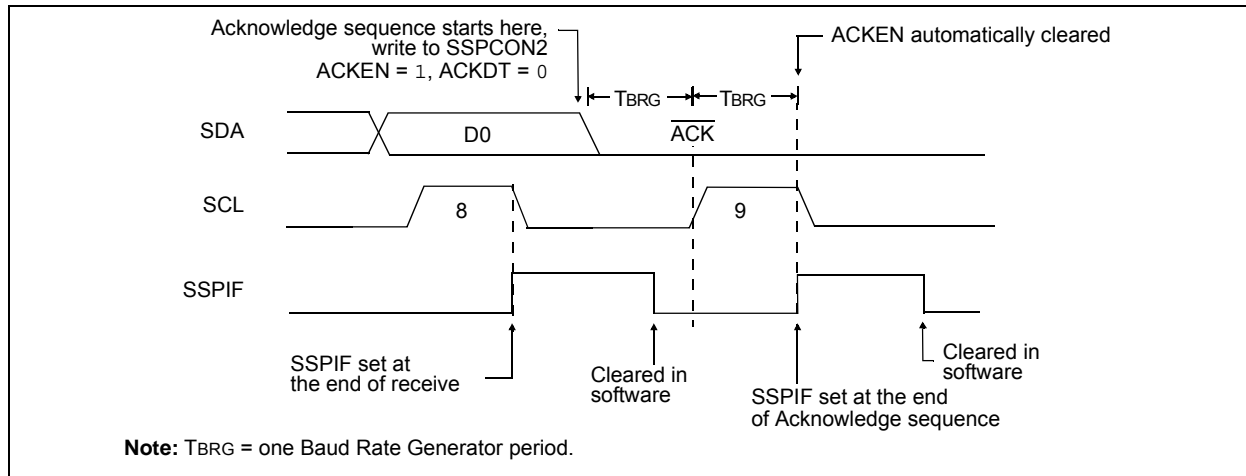 Acknowledge sequence starts here,
write to SSPCON2
ACKEN = 1, ACKDT = 0
ACKEN automatically cleared
TBRG
TBRG
SDA
D0
ACK
SCL
8
9
SSPIF
SSPIF set at
the end of receive
Cleared in
software
SSPIF set at the end
of Acknowledge sequence
Cleared in
software
Note: TBRG = one Baud Rate Generator period.